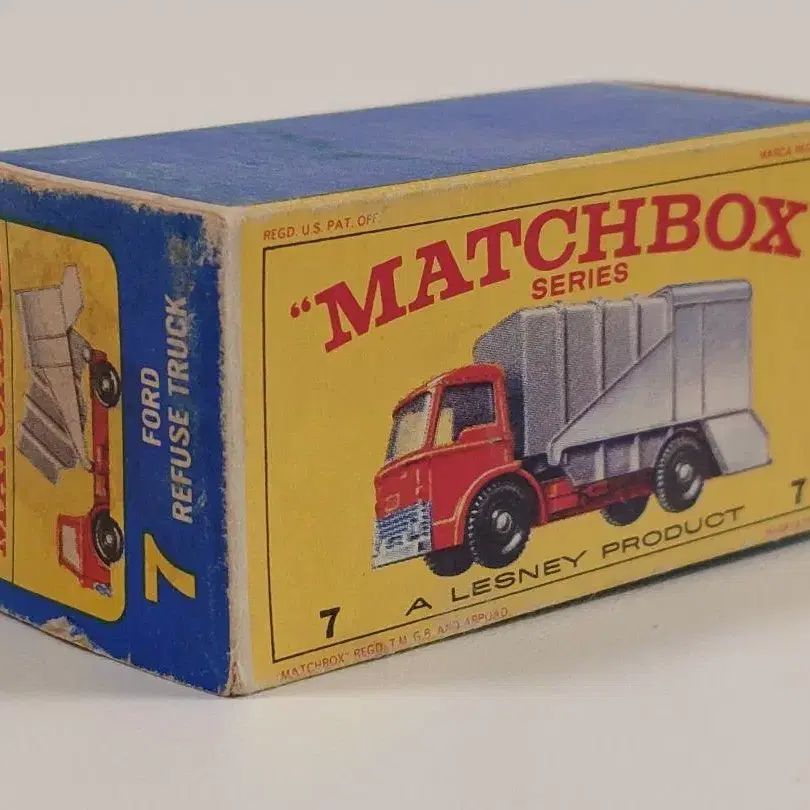 FORD
REFUSE TRUCK
7
REGD. U.S. PAT. OFF.
"MATCHBOX
SERIES
7
A LESNEY PRODUCT
7
"MATCHBOX" REGD. T.M. G.B. AND ABROAD